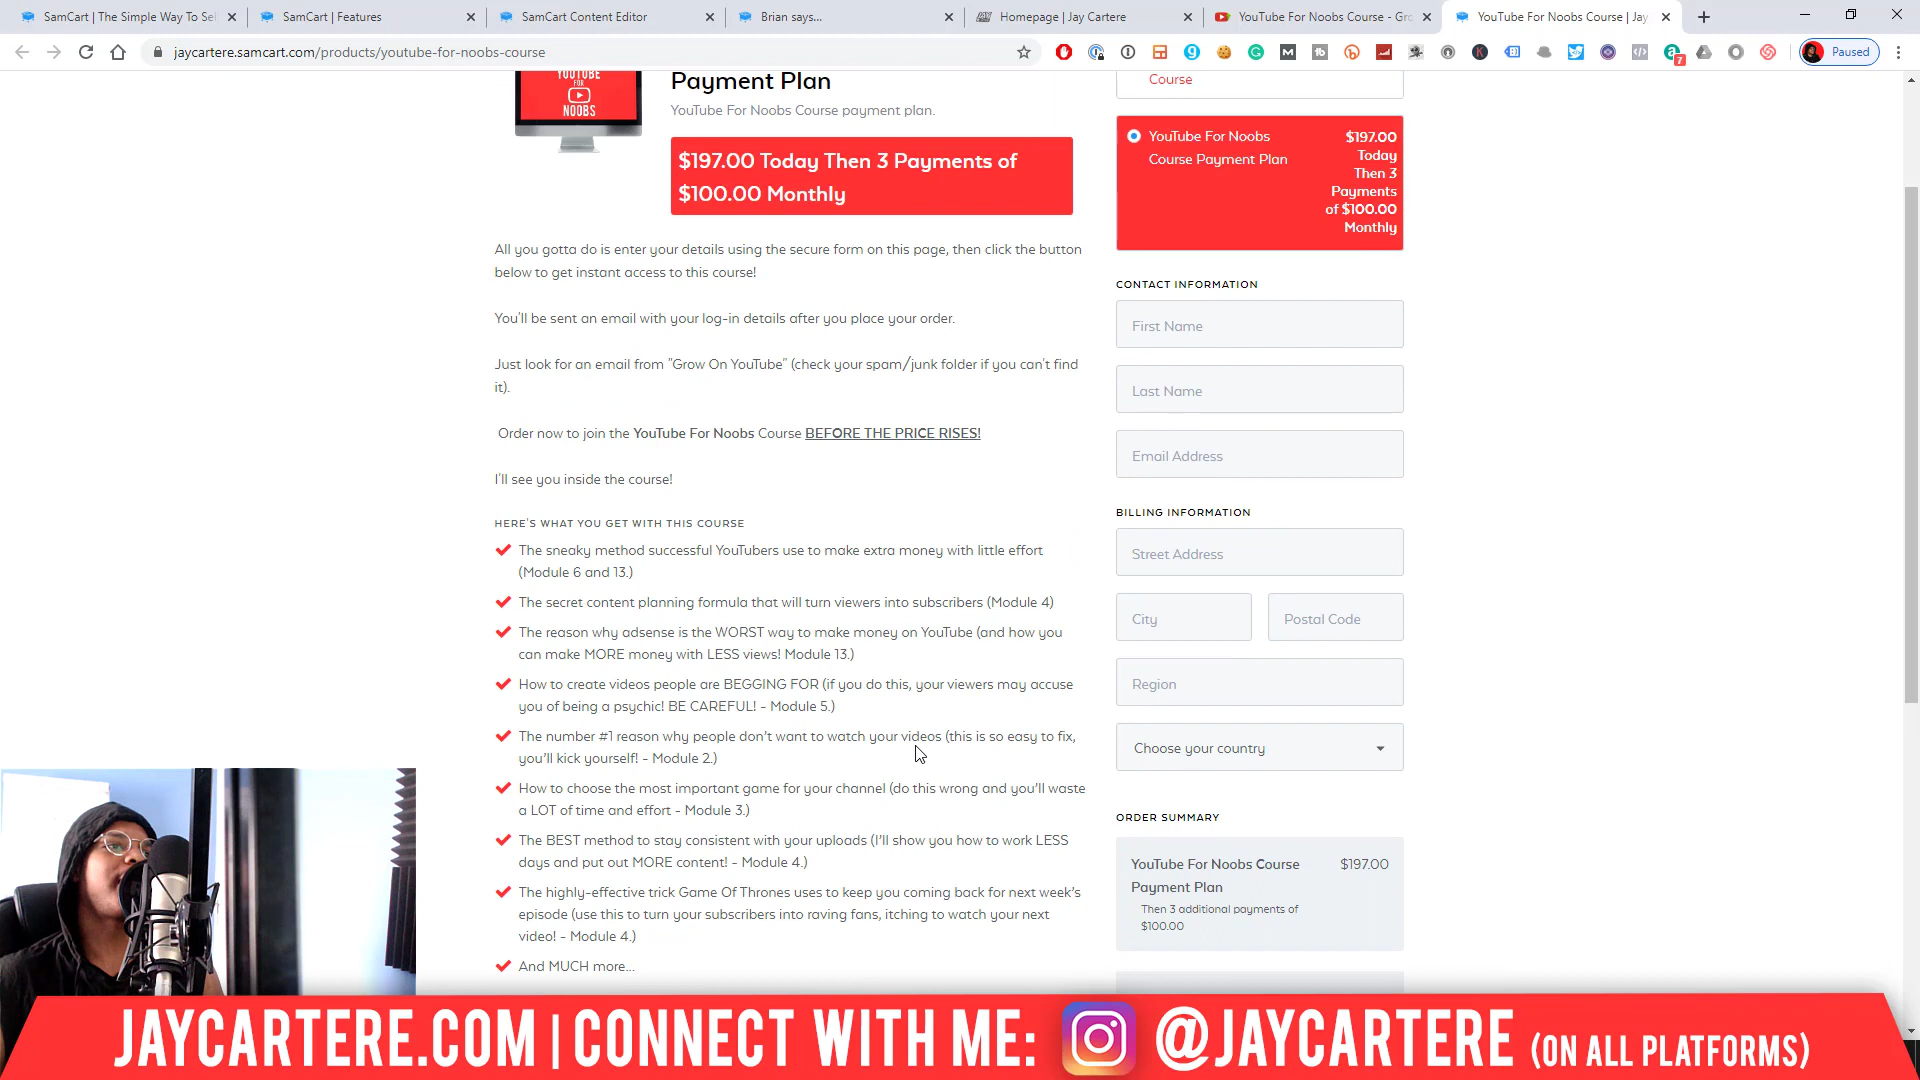 SamCart | The Simple Way To Sel
SamCart | Features
SamCart Content Editor
Brian says...
Homepage | Jay Cartere
YouTube For Noobs Course - Gro
YouTube For Noobs Course | Jay
jaycartere.samcart.com/products/youtube-for-noobs-course
7
Paused
YOUTUBE
FOR
NOOBS
Payment Plan
YouTube For Noobs Course payment plan.
$197.00 Today Then 3 Payments of
$100.00 Monthly
All you gotta do is enter your details using the secure form on this page, then click the button
below to get instant access to this course!
You'll be sent an email with your log-in details after you place your order.
Just look for an email from "Grow On YouTube" (check your spam/junk folder if you can't find
it).
Order now to join the YouTube For Noobs Course BEFORE THE PRICE RISES!
I'll see you inside the course!
HERE'S WHAT YOU GET WITH THIS COURSE
The sneaky method successful YouTubers use to make extra money with little effort
(Module 6 and 13.)
The secret content planning formula that will turn viewers into subscribers (Module 4)
The reason why adsense is the WORST way to make money on YouTube (and how you
can make MORE money with LESS views! Module 13.)
How to create videos people are BEGGING FOR (if you do this, your viewers may accuse
you of being a psychic! BE CAREFUL! - Module 5.)
The number #1 reason why people don't want to watch your videos (this is so easy to fix,
you'll kick yourself! - Module 2.)
How to choose the most important game for your channel (do this wrong and you'll waste
a LOT of time and effort - Module 3.)
The BEST method to stay consistent with your uploads (I'll show you how to work LESS
days and put out MORE content! - Module 4.)
The highly-effective trick Game Of Thrones uses to keep you coming back for next week's
episode (use this to turn your subscribers into raving fans, itching to watch your next
video! - Module 4.)
And MUCH more...
Course
YouTube For Noobs
Course Payment Plan
$197.00
Today
Then 3
Payments
of $100.00
Monthly
CONTACT INFORMATION
First Name
Last Name
Email Address
BILLING INFORMATION
Street Address
City
Postal Code
Region
Choose your country
ORDER SUMMARY
YouTube For Noobs Course
Payment Plan
$197.00
Then 3 additional payments of
$100.00
JAYCARTERE.COM | CONNECT WITH ME: @JAYCARTERE (ON ALL PLATFORMS)